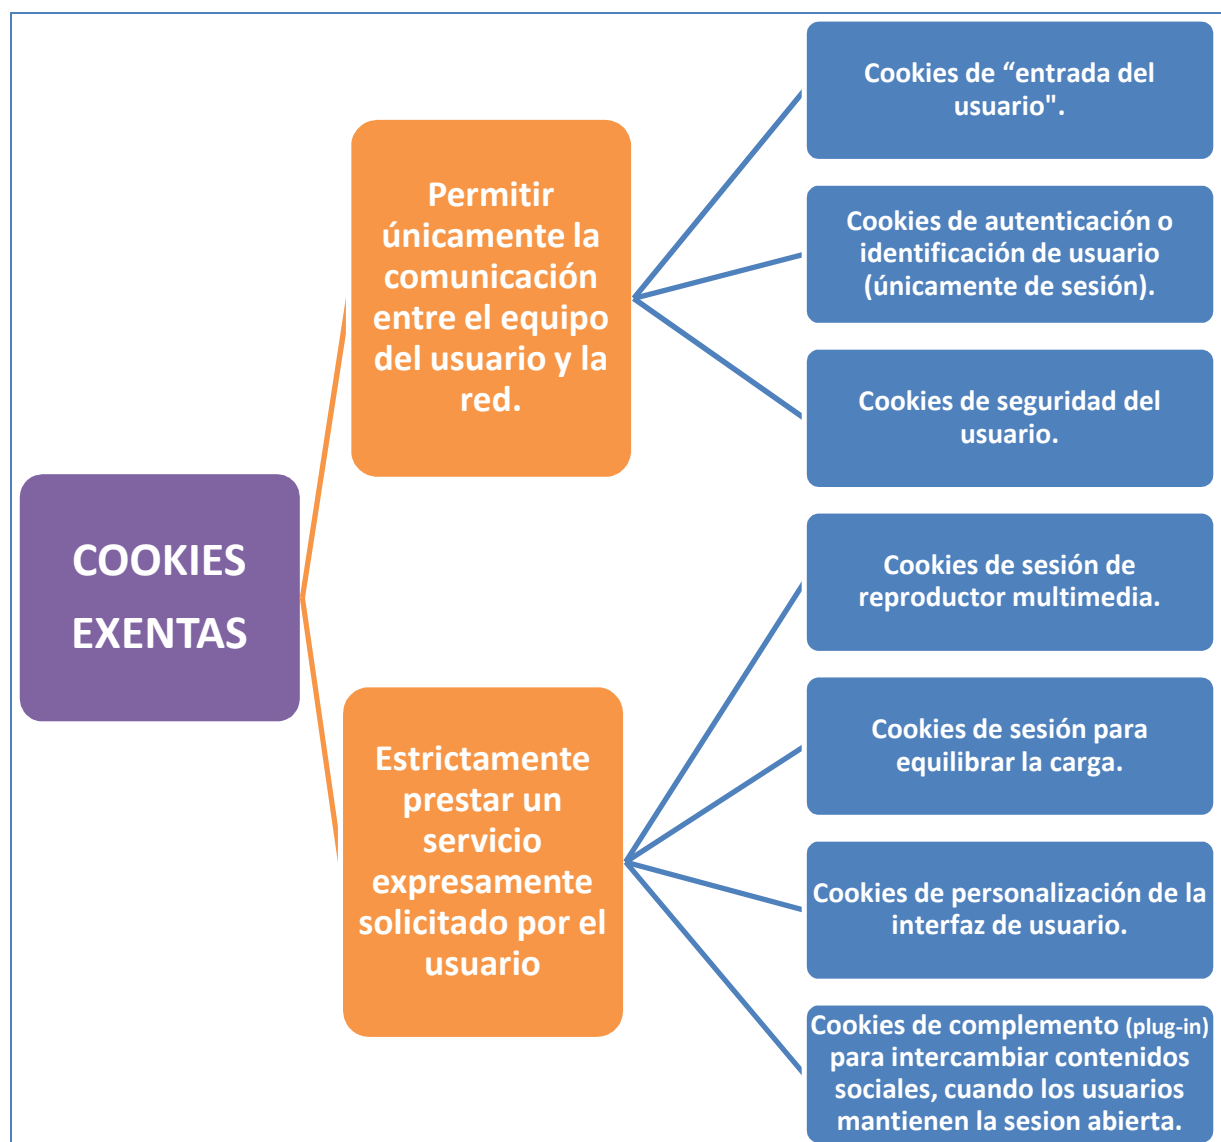 COOKIES
EXENTAS
Permitir
únicamente la
comunicación
entre el equipo
del usuario y la
red.
Cookies de “entrada del
usuario".
Cookies de autenticación o
identificación de usuario
(únicamente de sesión).
Cookies de seguridad del
usuario.
Estrictamente
prestar un
servicio
expresamente
solicitado por el
usuario
Cookies de sesión de
reproductor multimedia.
Cookies de sesión para
equilibrar la carga.
Cookies de personalización de la
interfaz de usuario.
Cookies de complemento (plug-in)
para intercambiar contenidos
sociales, cuando los usuarios
mantienen la sesion abierta.